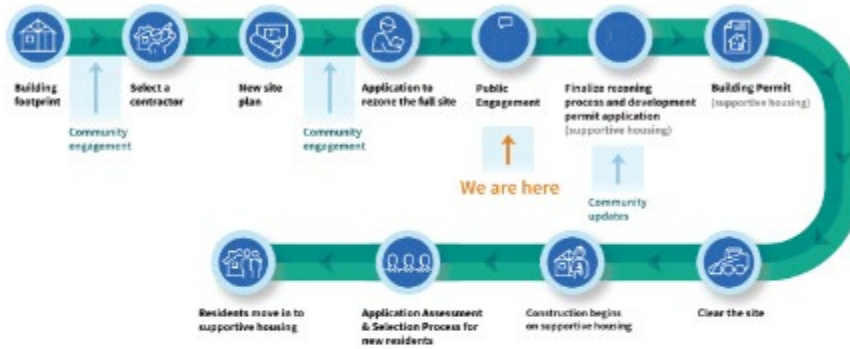 Building
footprint
Select a
contractor
New site
plan
Application to
rezone the full site
Public
Engagement
Finalize rezoning
process and development
permit application
(supportive housing)
Building Permit
(supportive housing)
Community
engagement
Community
engagement
We are here
Community
updates
Residents move in to
supportive housing
Application Assessment
& Selection Process for
new residents
Construction begins
on supportive housing
Clear the site